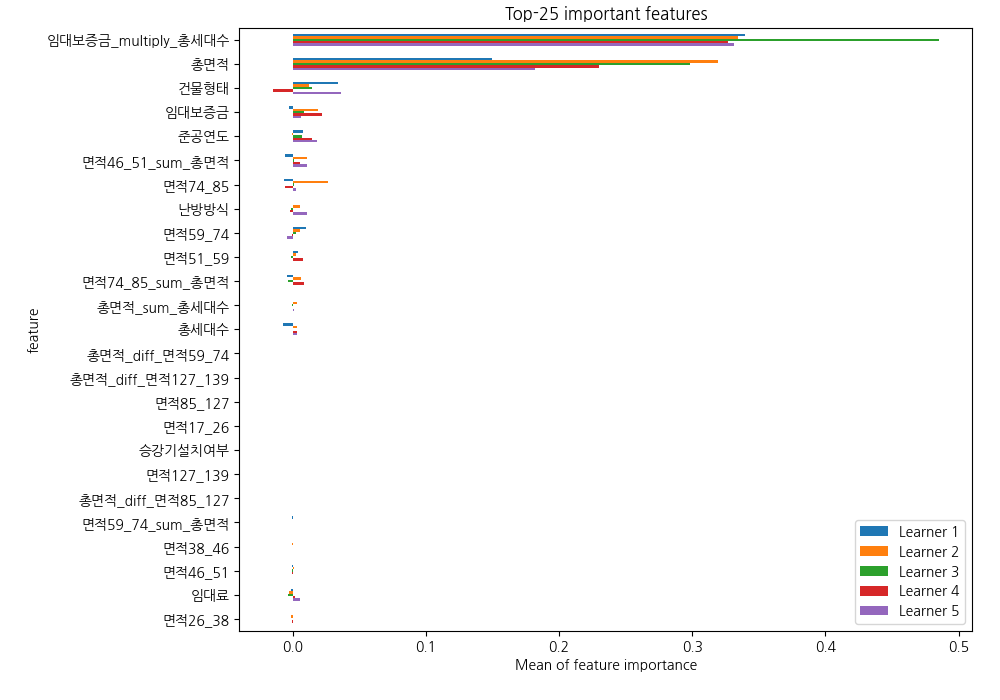 Top-25 important features
임대보증금_multiply_총세대수
총면적
건물형태
임대보증금
준공연도
면적46_51_sum_총면적
면적74_85
난방방식
면적59_74
면적51_59
면적74_85_sum_총면적
총면적_sum_총세대수
총세대수
총면적_diff_면적59_74
총면적_diff_면적127_139
면적85_127
면적17_26
승강기설치여부
면적127_139
총면적_diff_면적85_127
면적59_74_sum_총면적
면적38_46
면적46_51
임대료
면적26_38
feature
Learner 1
Learner 2
Learner 3
Learner 4
Learner 5
0.0 0.1 0.2 0.3 0.4 0.5
Mean of feature importance